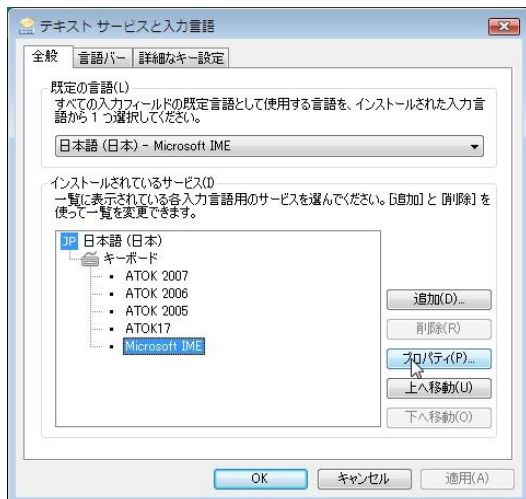 テキスト サービスと入力言語
全般
言語バー
詳細なキー設定
既定の言語(L)
すべての入力フィールドの既定言語として使用する言語を、インストールされた入力言
語から 1 つ選択してください。
日本語 (日本) - Microsoft IME
インストールされているサービス(I)
一覧に表示されている各入力言語用のサービスを選んでください。[追加] と [削除] を
使って一覧を変更できます。
JP 日本語 (日本)
キーボード
ATOK 2007
ATOK 2006
ATOK 2005
ATOK17
Microsoft IME
追加(D)...
削除(R)
プロパティ(P)...
上へ移動(U)
下へ移動(O)
OK
キャンセル
適用(A)